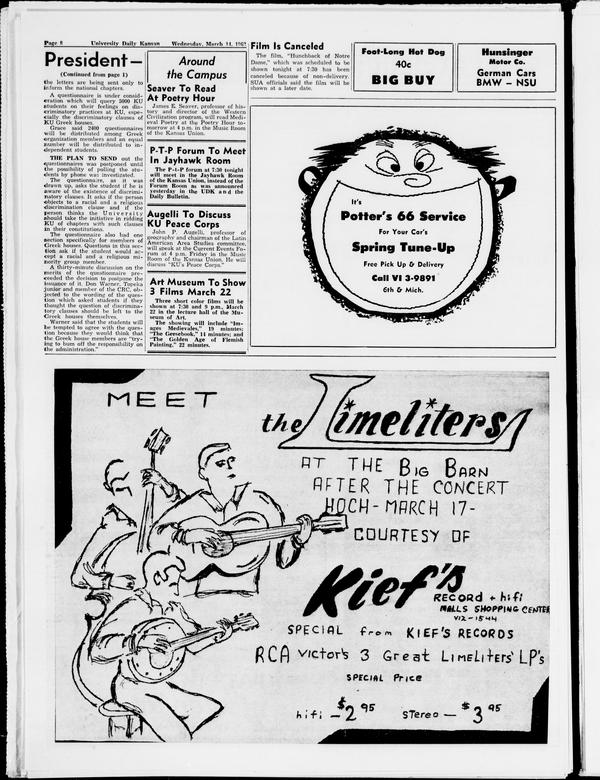 Page 8 University Daily Kansan Wednesday, March 14, 1962
President—
(Continued from page 1)
the letters are being sent only to
inform the national chapters.
A questionnaire is under consid-
eration which will query 5000 KU
students on their feelings on dis-
criminatory practices at KU, espe-
cially the discriminatory clauses of
KU Greek houses.
Grace said 2400 questionnaires
will be distributed among Greek
organization members and an equal
number will be distributed to in-
dependent students.
THE PLAN TO SEND out the
questionnaires was postponed until
the possibility of polling the stu-
dents by phone was investigated.
The questionnaire, as it was
drawn up, asks the student if he is
aware of the existence of discrimi-
natory clauses. It asks if the person
objects to a racial and a religious
discrimination clause and if the
person thinks the University
should take the initiative in ridding
KU of chapters with such clauses
in their constitutions.
The questionnaire also had one
section specifically for members of
Greek houses. Questions in this sec-
tion ask if the student would ac-
cept a racial and a religious mi-
nority group member.
A thirty-minute discussion on the
merits of the questionnaire pre-
ceeded the decision to postpone the
issuance of it. Don Warner, Topeka
junior and member of the CRC, ob-
jected to the wording of the ques-
tion which asked students if they
thought the question of discrimina-
tory clauses should be left to the
Greek houses themselves.
Warner said that the students will
be tempted to agree with the ques-
tion because they would think that
the Greek house members are "try-
ing to bum off the responsibility on
the administration."
Around
the Campus
Seaver To Read
At Poetry Hour
James E. Seaver, professor of his-
tory and director of the Western
Civilization program, will read Medi-
eval Poetry at the Poetry Hour to-
morrow at 4 p.m. in the Music Room
of the Kansas Union.
P-T-P Forum To Meet
In Jayhawk Room
The P-t-P forum at 7:30 tonight
will meet in the Jayhawk Room
of the Kansas Union, instead of the
Forum Room as was announced
yesterday in the UDK and the
Daily Bulletin.
Augelli To Discuss
KU Peace Corps
John P. Augelli, professor of
geography and chairman of the Latin
American Area Studies committee,
will speak at the Current Events Fo-
rum at 4 p.m. Friday in the Music
Room of the Kansas Union. He will
discuss "KU's Peace Corps."
Art Museum To Show
3 Films March 22
Three short color films will be
shown at 7:30 and 9 p.m., March
22 in the lecture hall of the Mu-
seum of Art.
The showing will include "Im-
ages Medievales," 19 minutes;
"The Geesebook," 14 minutes; and
"The Golden Age of Flemish
Painting," 22 minutes.
Film Is Canceled
The film, "Hunchback of Notre
Dame," which was scheduled to be
shown tonight at 7:30 has been
canceled because of non-delivery.
SUA officials said the film will be
shown at a later date.
Foot-Long Hot Dog
40c
BIG BUY
Hunsinger
Motor Co.
German Cars
BMW – NSU
It's
Potter's 66 Service
For Your Car's
Spring Tune-Up
Free Pick Up & Delivery
Call VI 3-9891
6th & Mich.
MEET
the Limeliters
AT THE BIG BARN
AFTER THE CONCERT
HOCH - MARCH 17 -
COURTESY OF
Kief's
RECORD + hifi
MALLS SHOPPING CENTER
VI2-1544
SPECIAL from KIEF'S RECORDS
RCA Victor's 3 Great LIMELITERS' LP's
SPECIAL Price
hifi – $2.95 STereo – $3.95